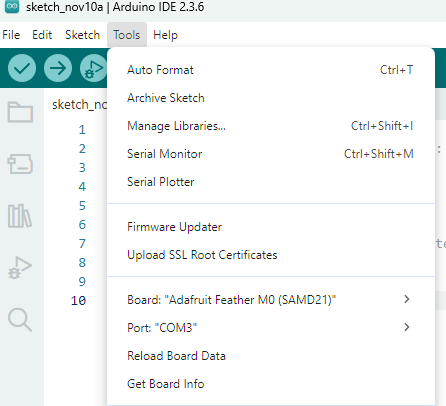 sketch_nov10a | Arduino IDE 2.3.6
File Edit Sketch Tools Help
Auto Format Ctrl+T
sketch_no
Archive Sketch
1
Manage Libraries... Ctrl+Shift+I
2
Serial Monitor Ctrl+Shift+M
:
3
4
Serial Plotter
5
6
Firmware Updater
7
Upload SSL Root Certificates
te
8
9
10
Board: "Adafruit Feather M0 (SAMD21)"
Port: "COM3"
Reload Board Data
Get Board Info